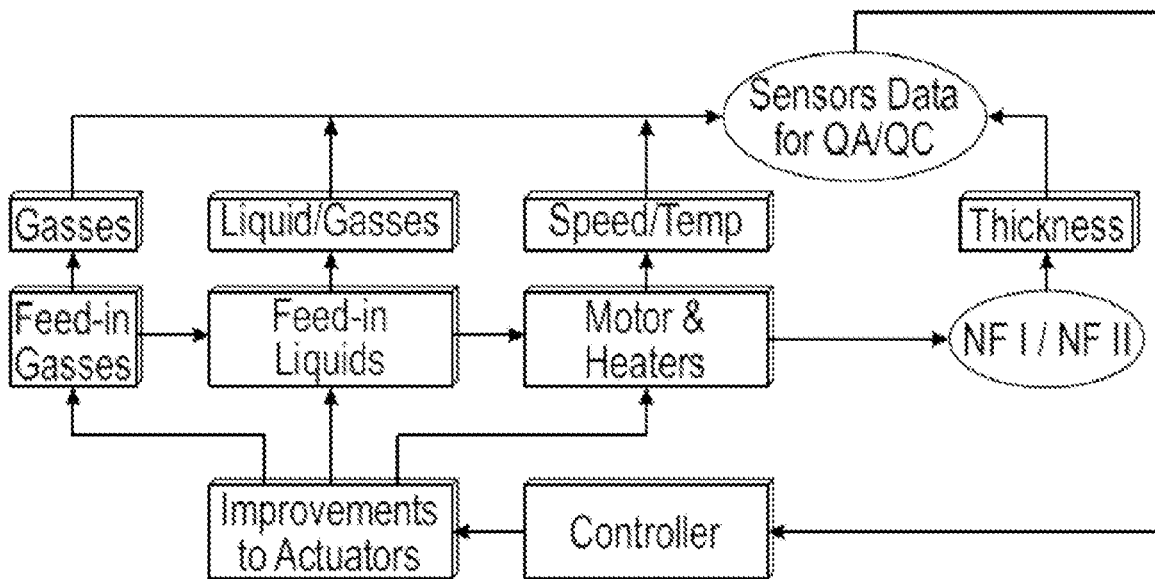 Sensors Data
for QA/QC
Gasses
Liquid/Gasses
Speed/Temp
Thickness
Feed-in
Gasses
Feed-in
Liquids
Motor &
Heaters
NF I / NF II
Improvements
to Actuators
Controller